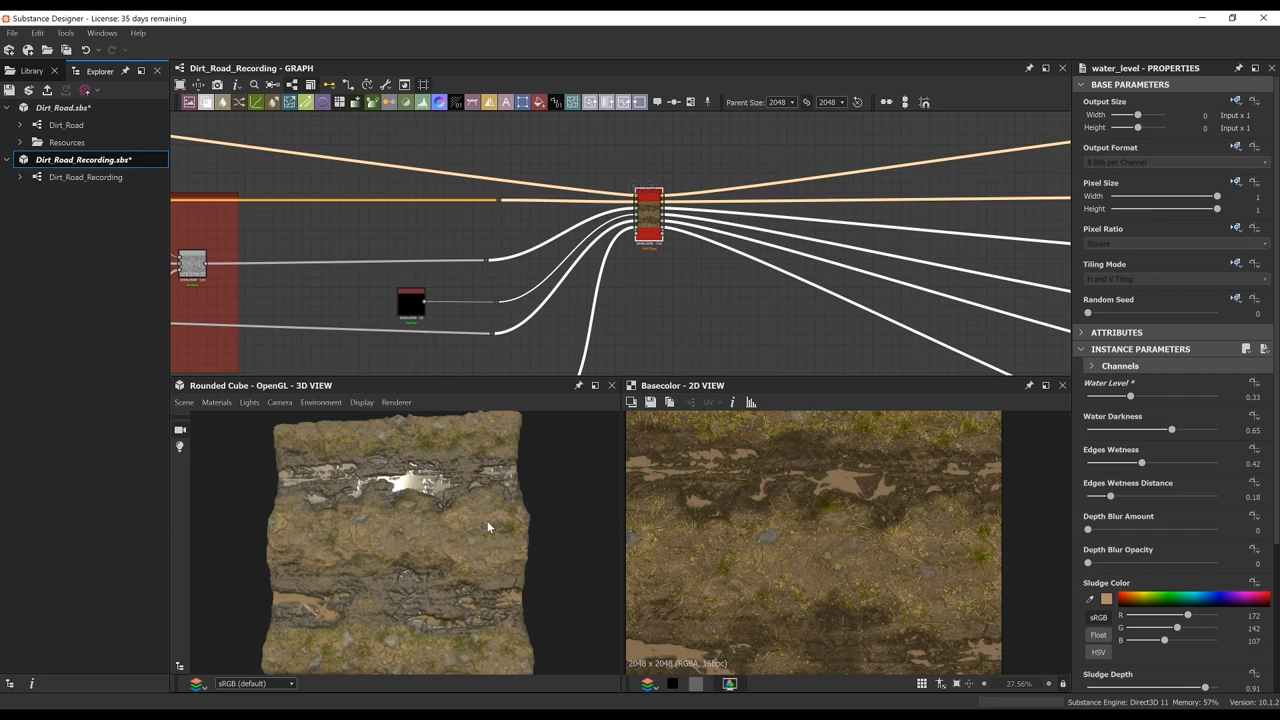 Substance Designer - License: 35 days remaining
File Edit Tools Windows Help
Library Explorer
Dirt_Road.sbs*
Dirt_Road
Resources
Dirt_Road_Recording.sbs*
Dirt_Road_Recording
Dirt_Road_Recording - GRAPH
Parent Size: 2048 2048
Rounded Cube - OpenGL - 3D VIEW
Scene Materials Lights Camera Environment Display Renderer
sRGB (default)
Basecolor - 2D VIEW
UV
2048 x 2048 (RGBA, 16bpc)
27.56%
water_level - PROPERTIES
BASE PARAMETERS
Output Size
Width 0 Input x 1
Height 0 Input x 1
Output Format
8 Bits per Channel
Pixel Size
Width 1
Height 1
Pixel Ratio
Square
Tiling Mode
H and V Tiling
Random Seed
0
ATTRIBUTES
INSTANCE PARAMETERS
Channels
Water Level *
0.33
Water Darkness
0.65
Edges Wetness
0.42
Edges Wetness Distance
0.18
Depth Blur Amount
0
Depth Blur Opacity
0
Sludge Color
sRGB R 172
G 142
Float B 107
HSV
Sludge Depth
0.91
Substance Engine: Direct3D 11 Memory: 57% Version: 10.1.2